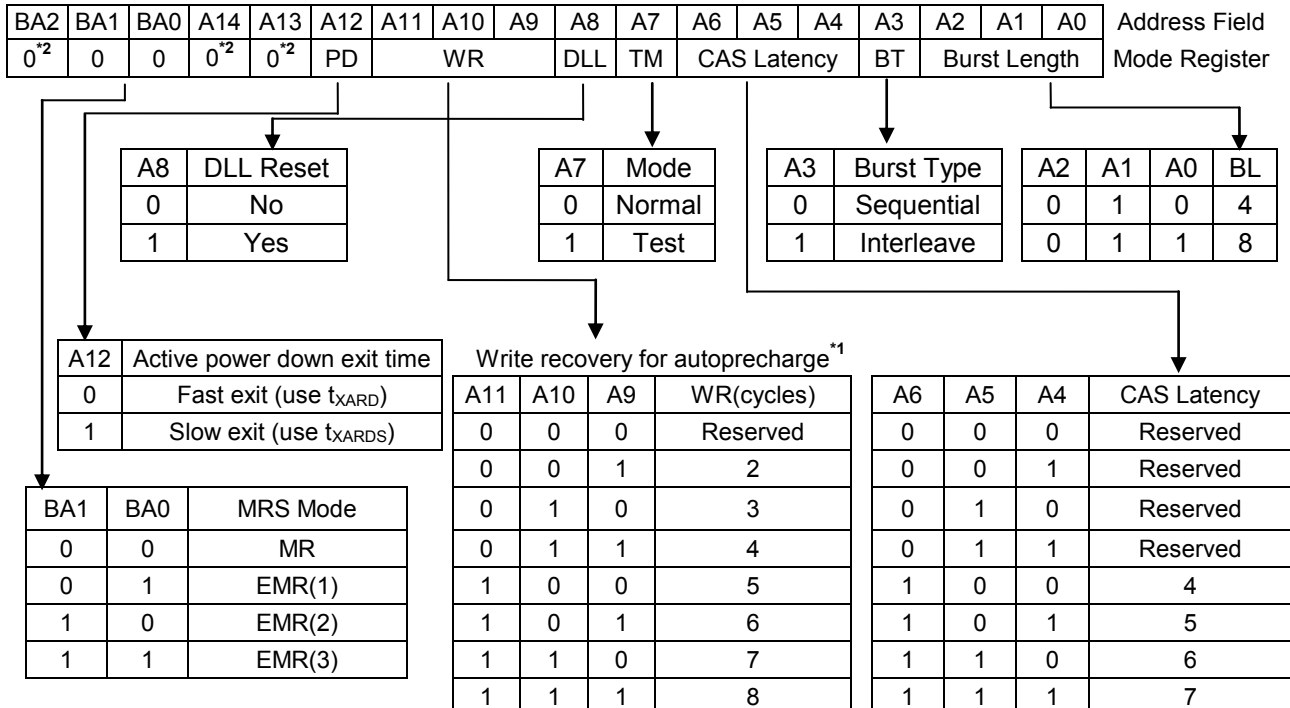 BA2 BA1 BA0 A14 A13 A12 A11 A10 A9 A8 A7 A6 A5 A4 A3 A2 A1 A0 Address Field
0*2 0 0 0*2 0*2 PD WR DLL TM CAS Latency BT Burst Length Mode Register
A8 DLL Reset
0 No
1 Yes
A7 Mode
0 Normal
1 Test
A3 Burst Type
0 Sequential
1 Interleave
A2 A1 A0 BL
0 1 0 4
0 1 1 8
A12 Active power down exit time
0 Fast exit (use tXARD)
1 Slow exit (use tXARDS)
BA1 BA0 MRS Mode
0 0 MR
0 1 EMR(1)
1 0 EMR(2)
1 1 EMR(3)
Write recovery for autoprecharge*1
A11 A10 A9 WR(cycles)
0 0 0 Reserved
0 0 1 2
0 1 0 3
0 1 1 4
1 0 0 5
1 0 1 6
1 1 0 7
1 1 1 8
A6 A5 A4 CAS Latency
0 0 0 Reserved
0 0 1 Reserved
0 1 0 Reserved
0 1 1 Reserved
1 0 0 4
1 0 1 5
1 1 0 6
1 1 1 7